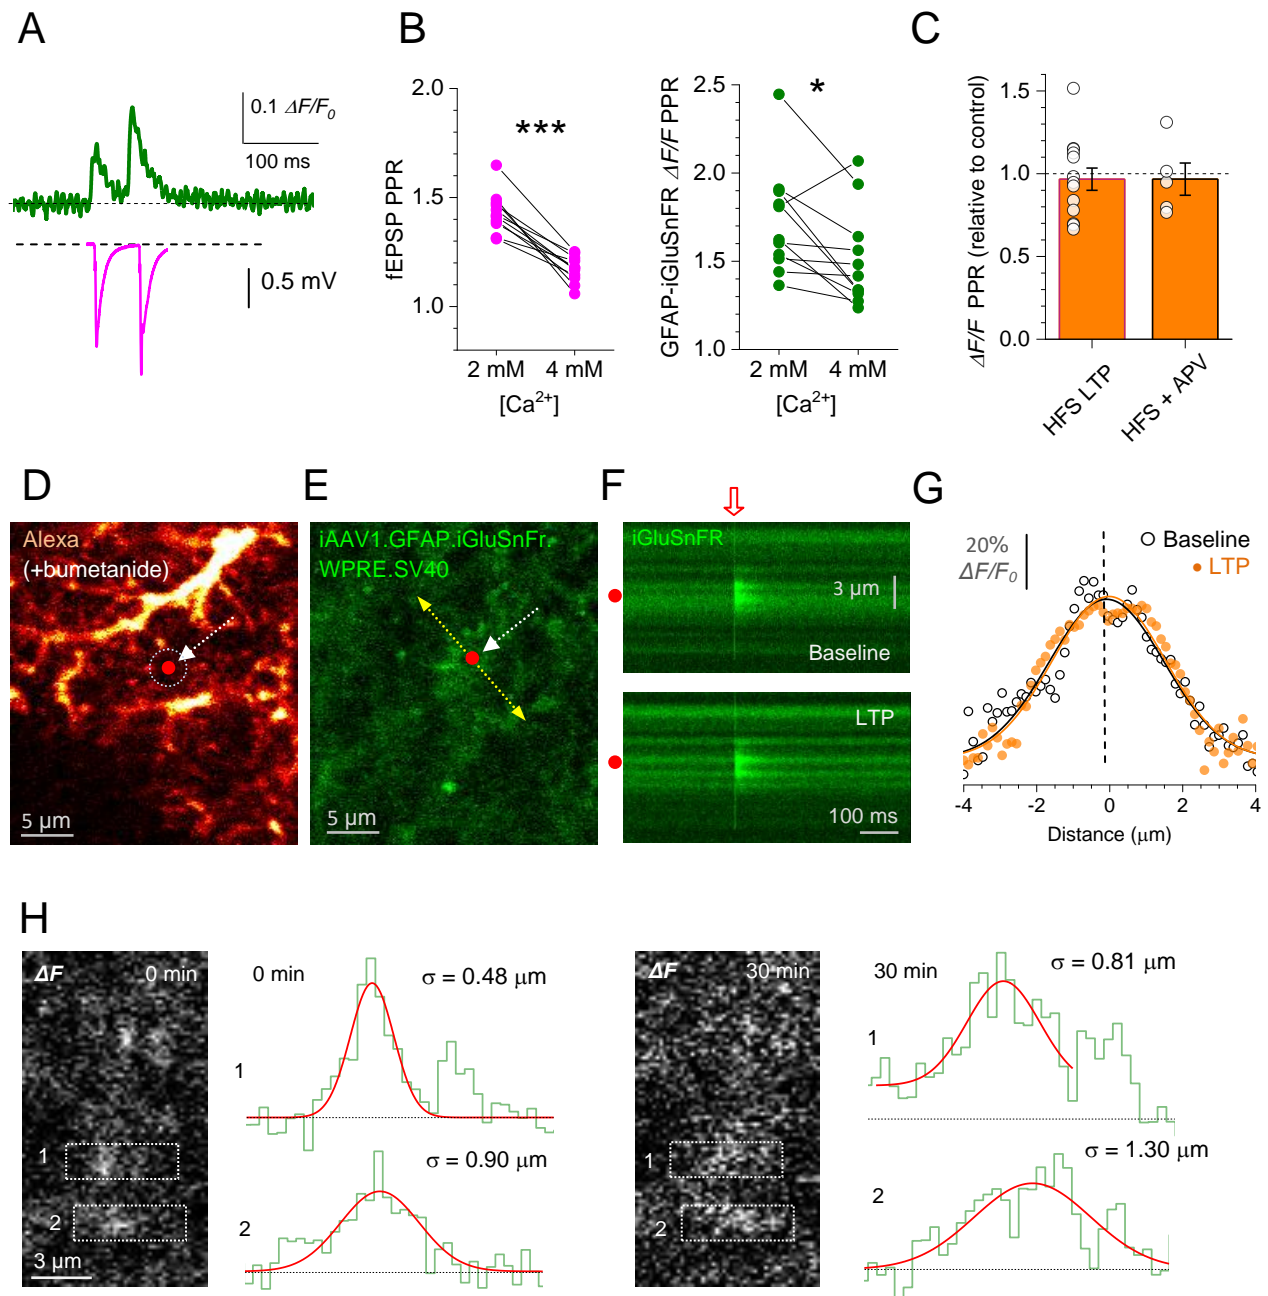 A
0.1 ΔF/F0
100 ms
0.5 mV
B
fEPSP PPR
2.0
1.5
1.0
2 mM
4 mM
[Ca2+]
***
GFAP-iGluSnFR ΔF/F PPR
2.5
2.0
1.5
1.0
2 mM
4 mM
[Ca2+]
*
C
ΔF/F PPR (relative to control)
1.5
1.0
0.5
0.0
HFS LTP
HFS + APV
D
Alexa
(+bumetanide)
5 μm
E
iAAV1.GFAP.iGluSnFr.
WPRE.SV40
5 μm
F
iGluSnFR
3 μm
Baseline
LTP
100 ms
G
20%
ΔF/F0
Baseline
LTP
-4
-2
0
2
4
Distance (μm)
H
ΔF
0 min
1
2
3 μm
0 min
σ = 0.48 μm
1
σ = 0.90 μm
2
ΔF
30 min
1
2
30 min
σ = 0.81 μm
1
σ = 1.30 μm
2